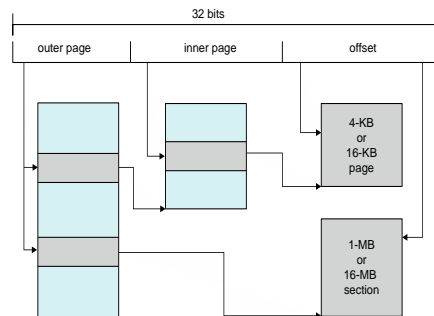 32 bits
outer page
inner page
offset
4-KB
or
16-KB
page
1-MB
or
16-MB
section